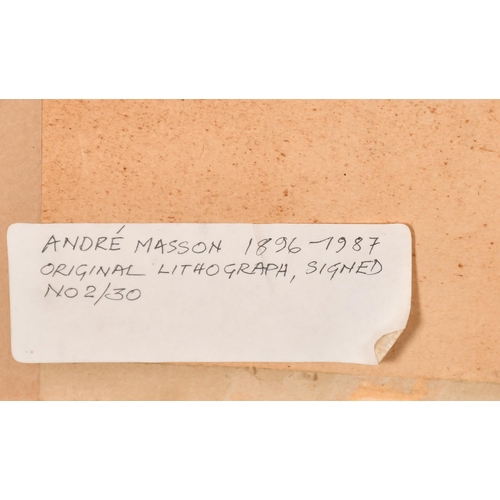 ANDRÉ MASSON 1896-1987
ORIGINAL LITHOGRAPH, SIGNED
NO 2/30